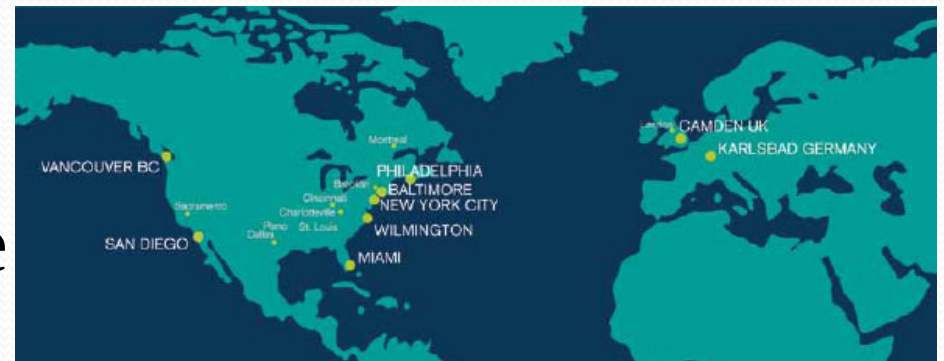 Montreal
London
CAMDEN UK
KARLSBAD GERMANY
VANCOUVER BC
PHILADELPHIA
BALTIMORE
Cincinnati
NEW YORK CITY
Sacramento
Charlotteville
Plano
St. Louis
WILMINGTON
Dallas
SAN DIEGO
e
MIAMI